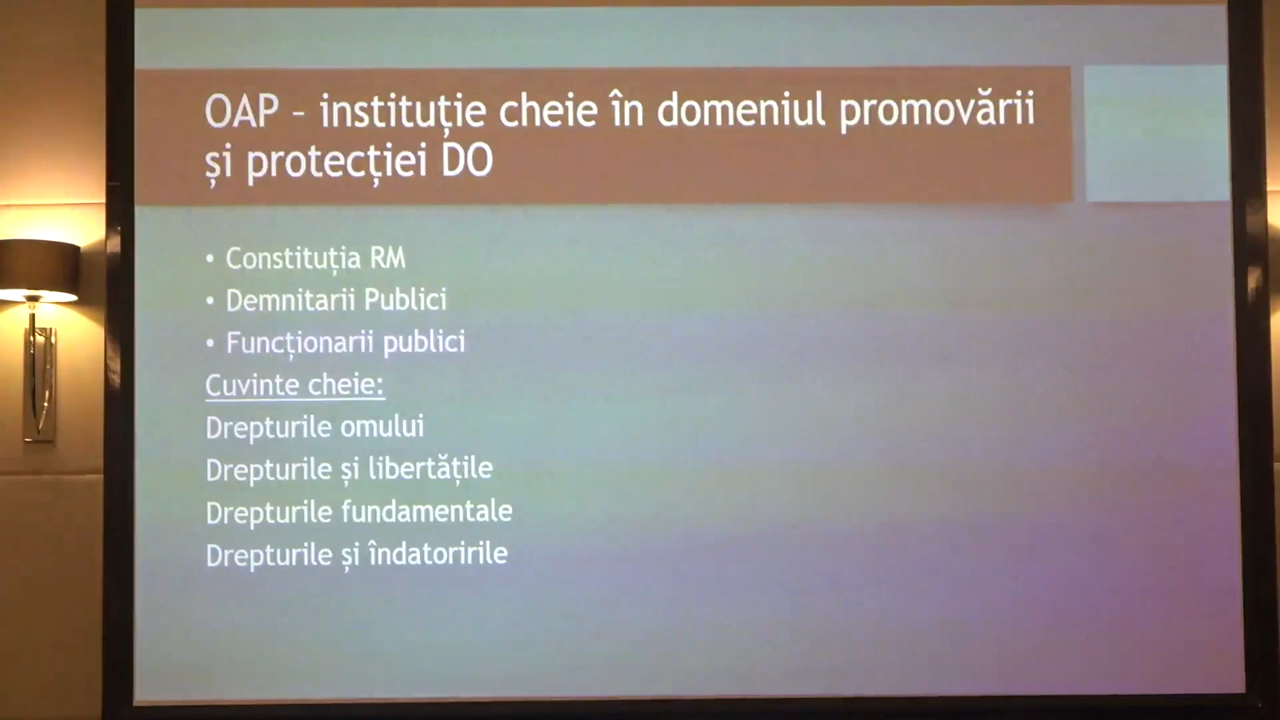 OAP – instituție cheie în domeniul promovării
și protecției DO
• Constituția RM
• Demnitarii Publici
• Funcționarii publici
Cuvinte cheie:
Drepturile omului
Drepturile și libertățile
Drepturile fundamentale
Drepturile și îndatoririle